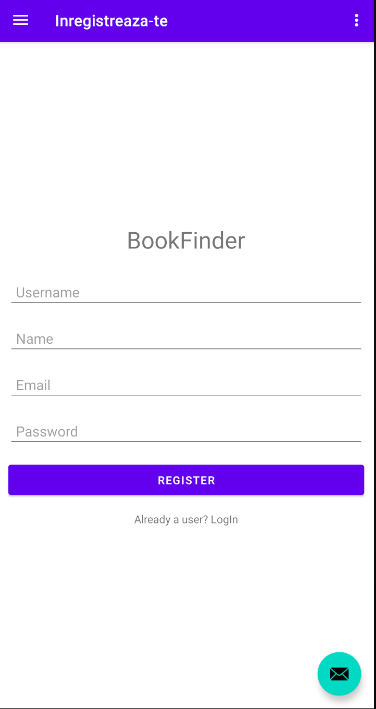 Inregistreaza-te
BookFinder
Username
Name
Email
Password
REGISTER
Already a user? LogIn